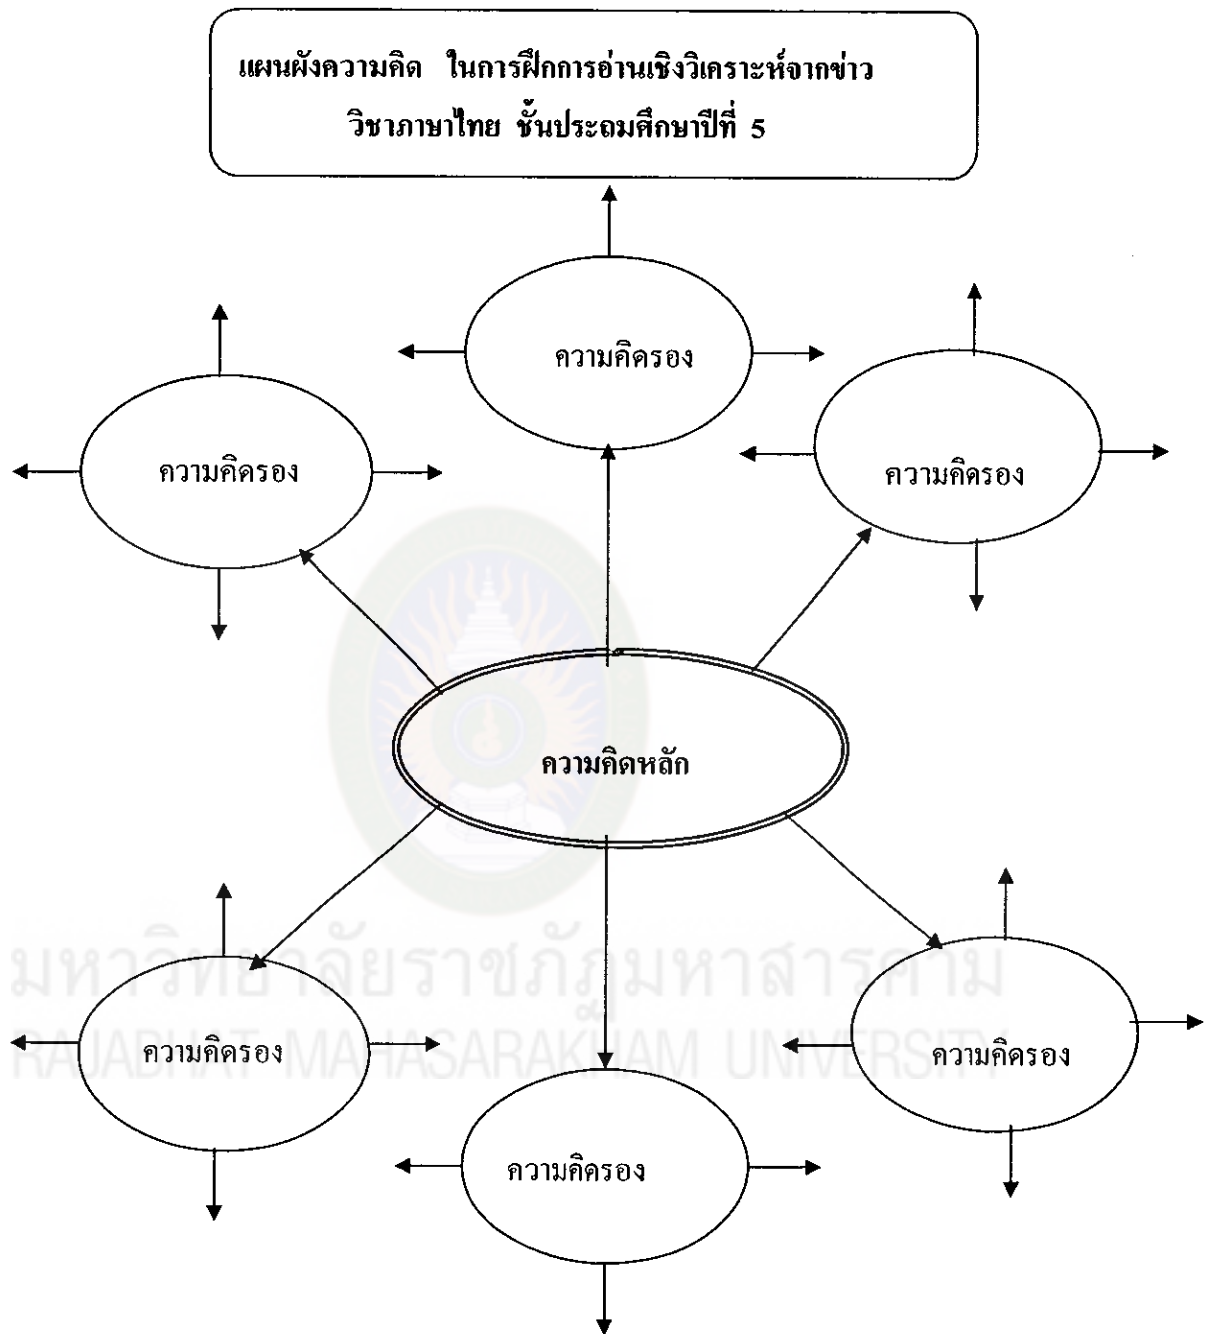 แผนผังความคิด ในการฝึกการอ่านเชิงวิเคราะห์จากข่าว
วิชาภาษาไทย ชั้นประถมศึกษาปีที่ 5
ความคิดรอง
ความคิดรอง
ความคิดรอง
ความคิดหลัก
มหาวิทยาลัยราชภัฏมหาสารคาม
RAJABHAT MAHASARAKHAM UNIVERSITY
ความคิดรอง
ความคิดรอง
ความคิดรอง